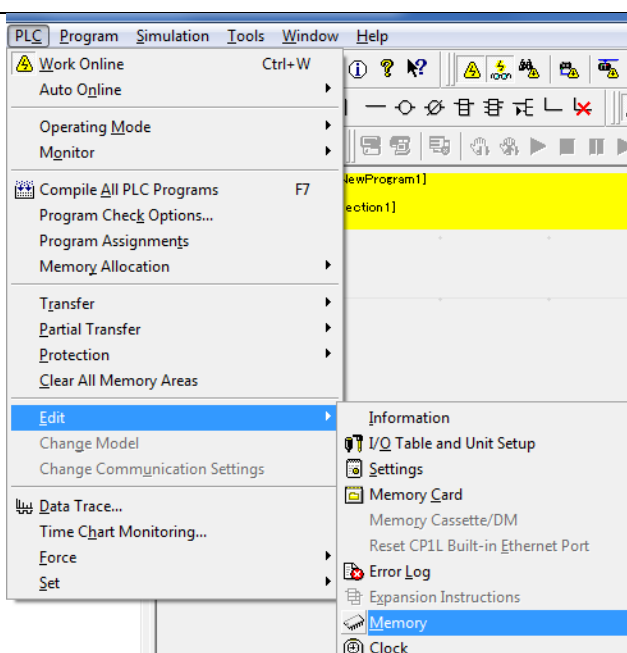 PLC Program Simulation Tools Window Help
Work Online Ctrl+W
Auto Online
Operating Mode
Monitor
Compile All PLC Programs F7
Program Check Options...
Program Assignments
Memory Allocation
Transfer
Partial Transfer
Protection
Clear All Memory Areas
Edit
Change Model
Change Communication Settings
Data Trace...
Time Chart Monitoring...
Force
Set
NewProgram1]
ection1]
Information
I/O Table and Unit Setup
Settings
Memory Card
Memory Cassette/DM
Reset CP1L Built-in Ethernet Port
Error Log
Expansion Instructions
Memory
Clock